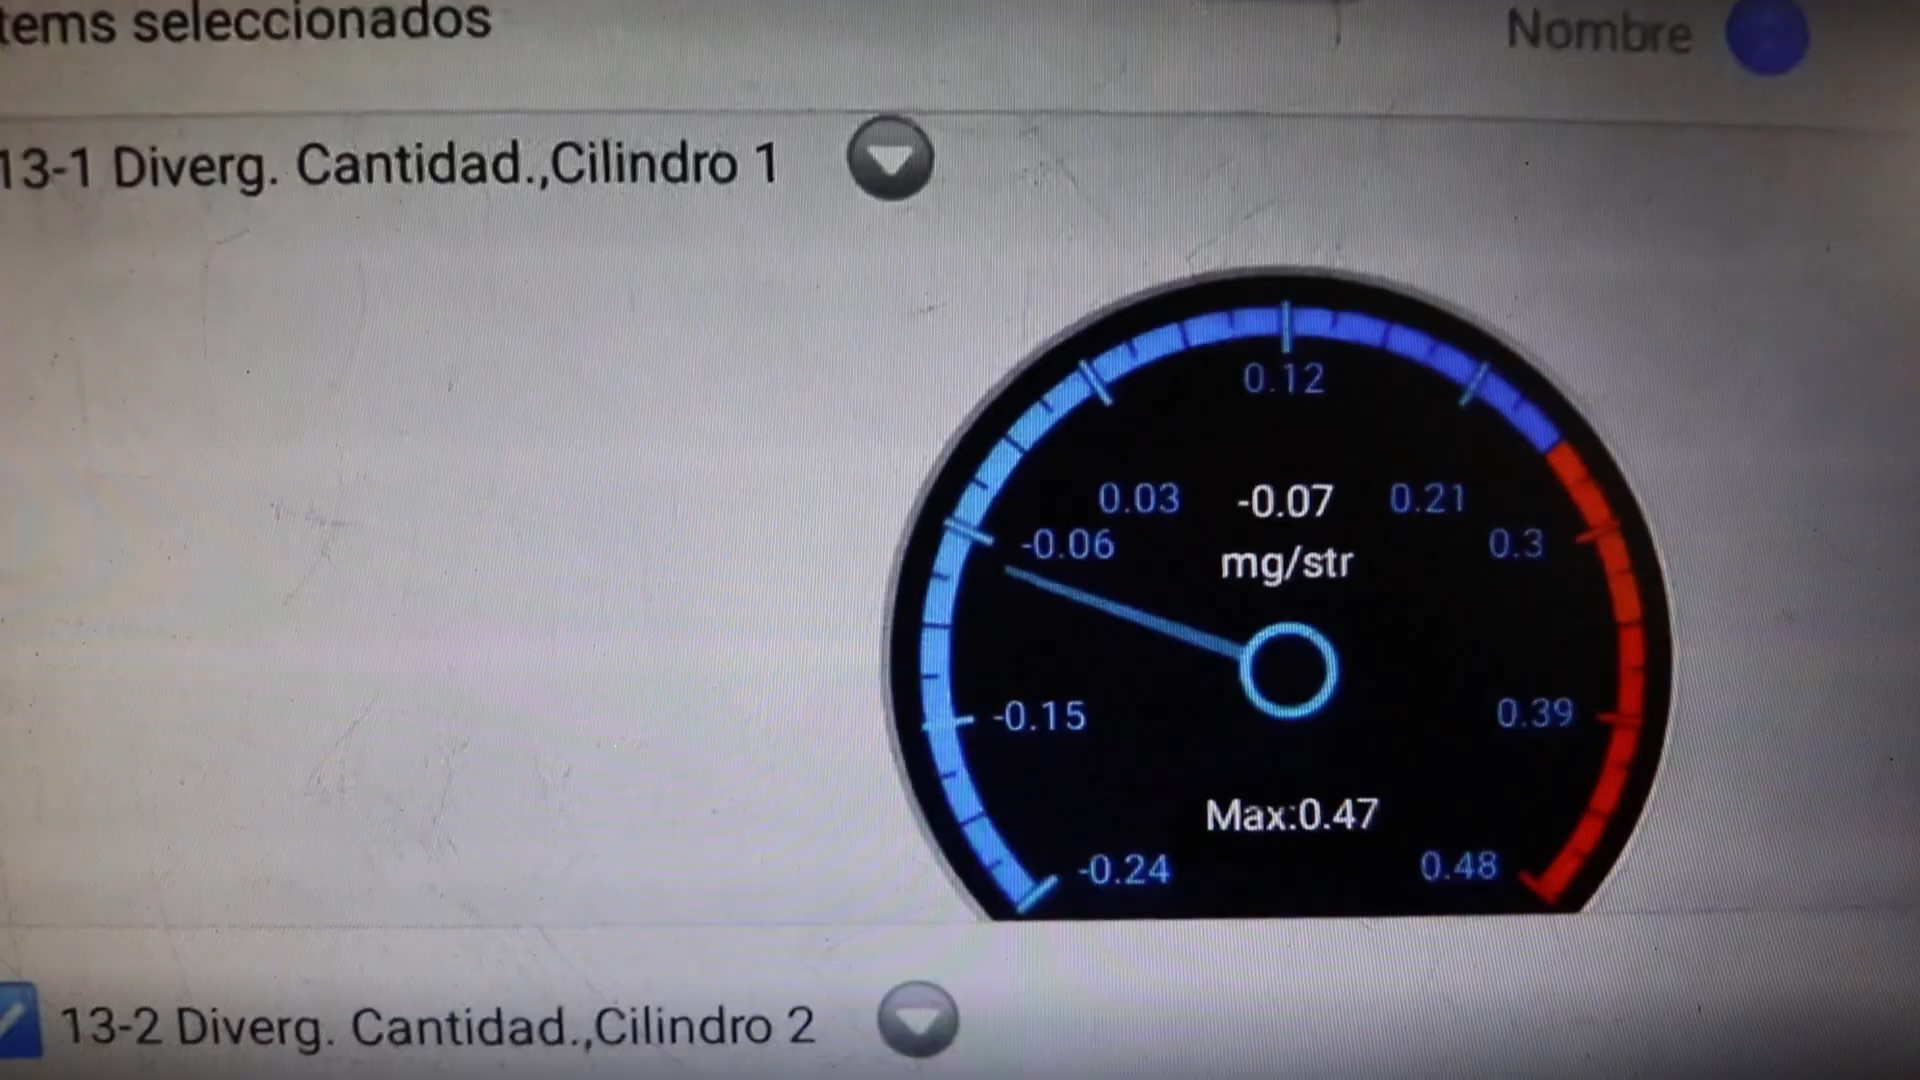 tems seleccionados
Nombre
13-1 Diverg. Cantidad.,Cilindro 1
0.12
0.03 -0.07 0.21
-0.06 mg/str 0.3
-0.15 0.39
Max:0.47
-0.24 0.48
13-2 Diverg. Cantidad.,Cilindro 2